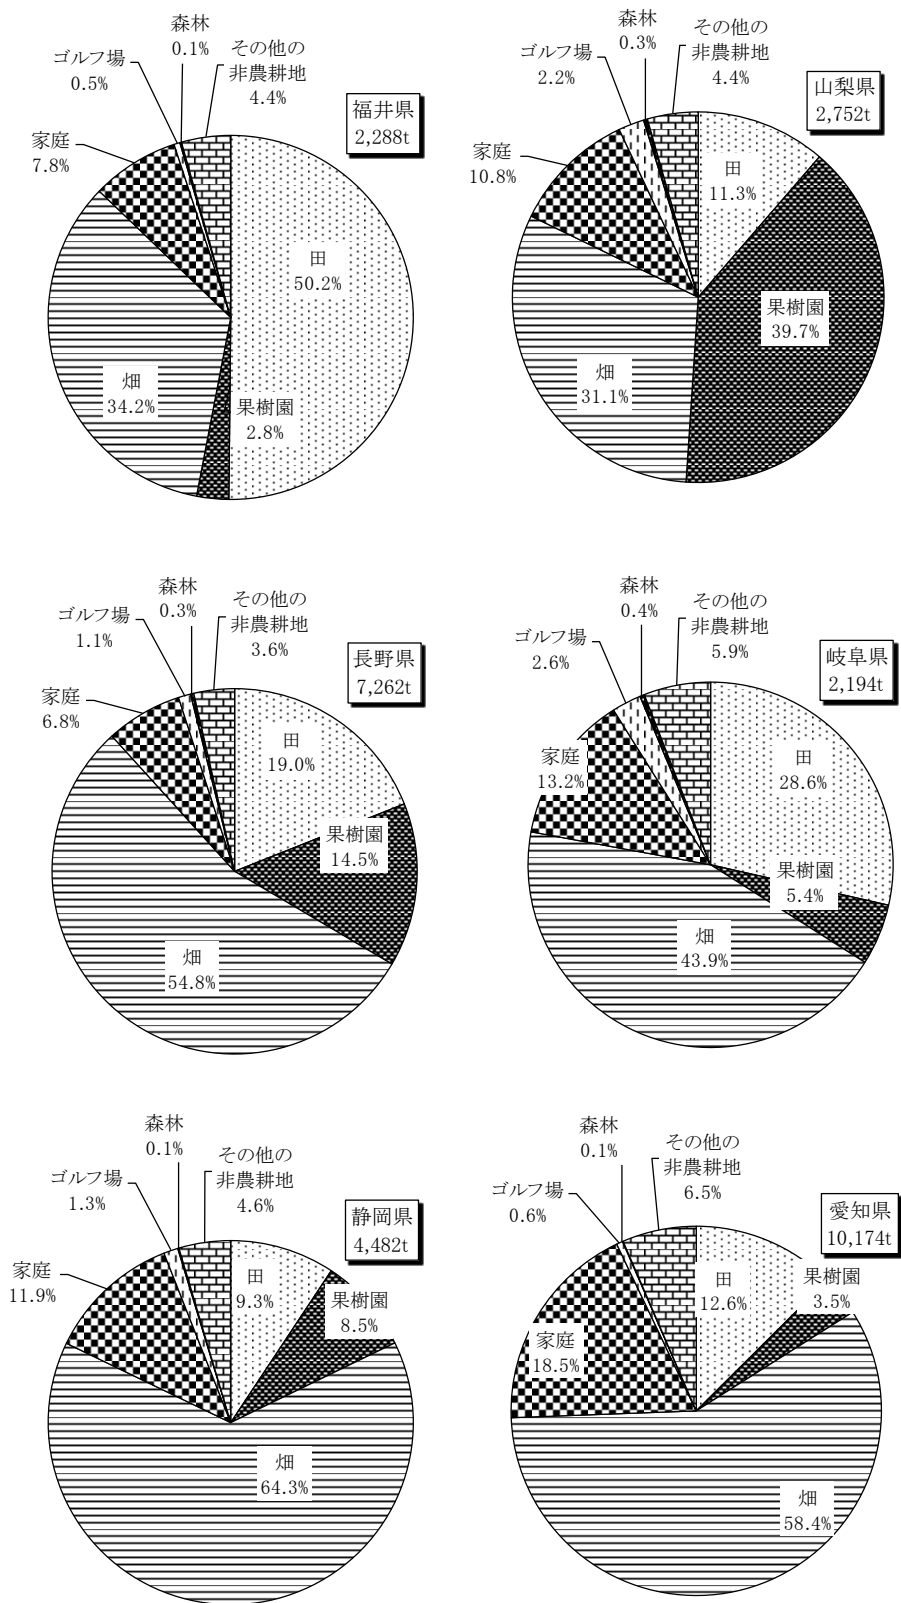 福井県
2,288t
田
50.2%
果樹園
2.8%
畑
34.2%
家庭
7.8%
ゴルフ場
0.5%
森林
0.1%
その他の
非農耕地
4.4%
山梨県
2,752t
田
11.3%
果樹園
39.7%
畑
31.1%
家庭
10.8%
ゴルフ場
2.2%
森林
0.3%
その他の
非農耕地
4.4%
長野県
7,262t
田
19.0%
果樹園
14.5%
畑
54.8%
家庭
6.8%
ゴルフ場
1.1%
森林
0.3%
その他の
非農耕地
3.6%
岐阜県
2,194t
田
28.6%
果樹園
5.4%
畑
43.9%
家庭
13.2%
ゴルフ場
2.6%
森林
0.4%
その他の
非農耕地
5.9%
静岡県
4,482t
田
9.3%
果樹園
8.5%
畑
64.3%
家庭
11.9%
ゴルフ場
1.3%
森林
0.1%
その他の
非農耕地
4.6%
愛知県
10,174t
田
12.6%
果樹園
3.5%
畑
58.4%
家庭
18.5%
ゴルフ場
0.6%
森林
0.1%
その他の
非農耕地
6.5%